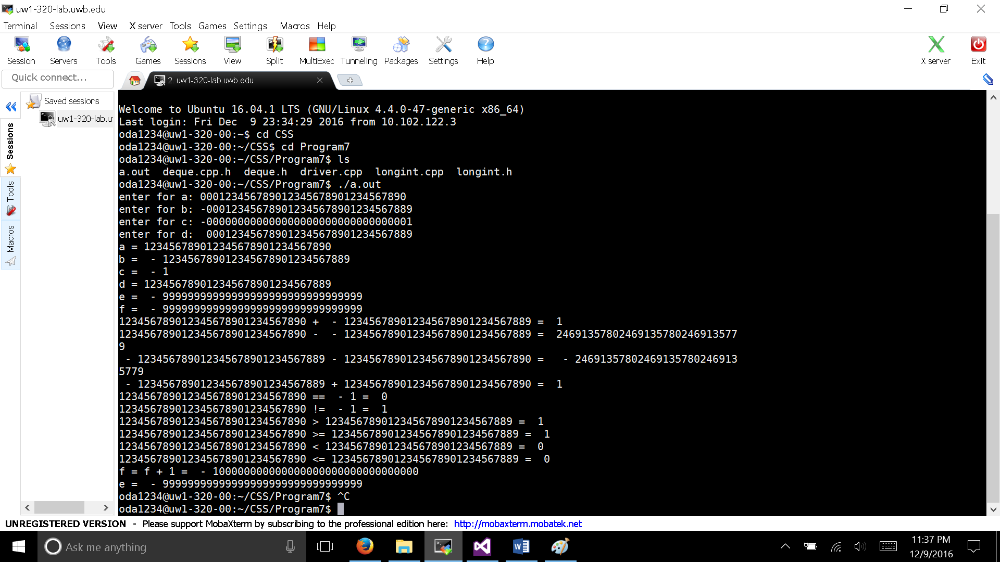 uw1-320-lab.uwb.edu
Terminal Sessions View X server Tools Games Settings Macros Help
Session Servers Tools Games Sessions View Split MultiExec Tunneling Packages Settings Help X server Exit
Quick connect...
2. uw1-320-lab.uwb.edu
Saved sessions
uw1-320-lab.u
Sessions
Tools
Macros
Welcome to Ubuntu 16.04.1 LTS (GNU/Linux 4.4.0-47-generic x86_64)
Last login: Fri Dec  9 23:34:29 2016 from 10.102.122.3
oda1234@uw1-320-00:~$ cd CSS
oda1234@uw1-320-00:~/CSS$ cd Program7
oda1234@uw1-320-00:~/CSS/Program7$ ls
a.out  deque.cpp.h  deque.h  driver.cpp  longint.cpp  longint.h
oda1234@uw1-320-00:~/CSS/Program7$ ./a.out
enter for a: 000123456789012345678901234567890
enter for b: -000123456789012345678901234567889
enter for c: -000000000000000000000000000000001
enter for d:  000123456789012345678901234567889
a = 123456789012345678901234567890
b =  - 123456789012345678901234567889
c =  - 1
d = 123456789012345678901234567889
e =  - 99999999999999999999999999999999
f =  - 99999999999999999999999999999999
123456789012345678901234567890 +  - 123456789012345678901234567889 =  1
123456789012345678901234567890 -  - 123456789012345678901234567889 =  24691357802469135780246913577
9
 - 123456789012345678901234567889 - 123456789012345678901234567890 =   - 24691357802469135780246913
5779
 - 123456789012345678901234567889 + 123456789012345678901234567890 =  1
123456789012345678901234567890 ==  - 1 =  0
123456789012345678901234567890 !=  - 1 =  1
123456789012345678901234567890 > 123456789012345678901234567889 =  1
123456789012345678901234567890 >= 123456789012345678901234567889 =  1
123456789012345678901234567890 < 123456789012345678901234567889 =  0
123456789012345678901234567890 <= 123456789012345678901234567889 =  0
f = f + 1 =  - 100000000000000000000000000000000
e =  - 99999999999999999999999999999999
oda1234@uw1-320-00:~/CSS/Program7$ ^C
oda1234@uw1-320-00:~/CSS/Program7$
UNREGISTERED VERSION - Please support MobaXterm by subscribing to the professional edition here: http://mobaxterm.mobatek.net
Ask me anything
11:37 PM
12/9/2016